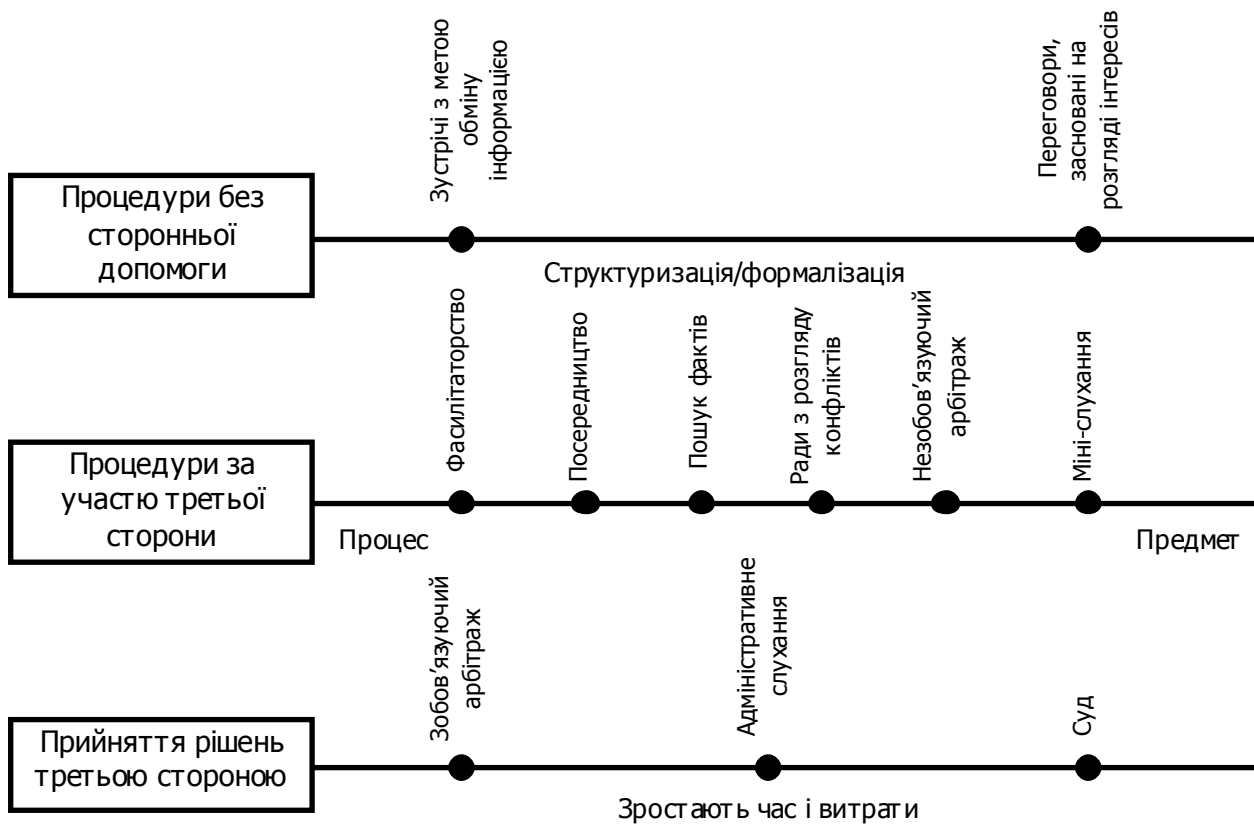 Зустрічі з метою
обміну
інформацією
Переговори,
засновані на
розгляді інтересів
Процедури без
сторонньої
допомоги
Структуризація/формалізація
Фасилітаторство
Посередництво
Пошук фактів
Ради з розгляду
конфліктів
Незобов’язуючий
арбітраж
Міні-слухання
Процедури за
участю третьої
сторони
Процес
Предмет
Зобов’язуючий
арбітраж
Адміністративне
слухання
Суд
Прийняття рішень
третьою стороною
Зростають час і витрати